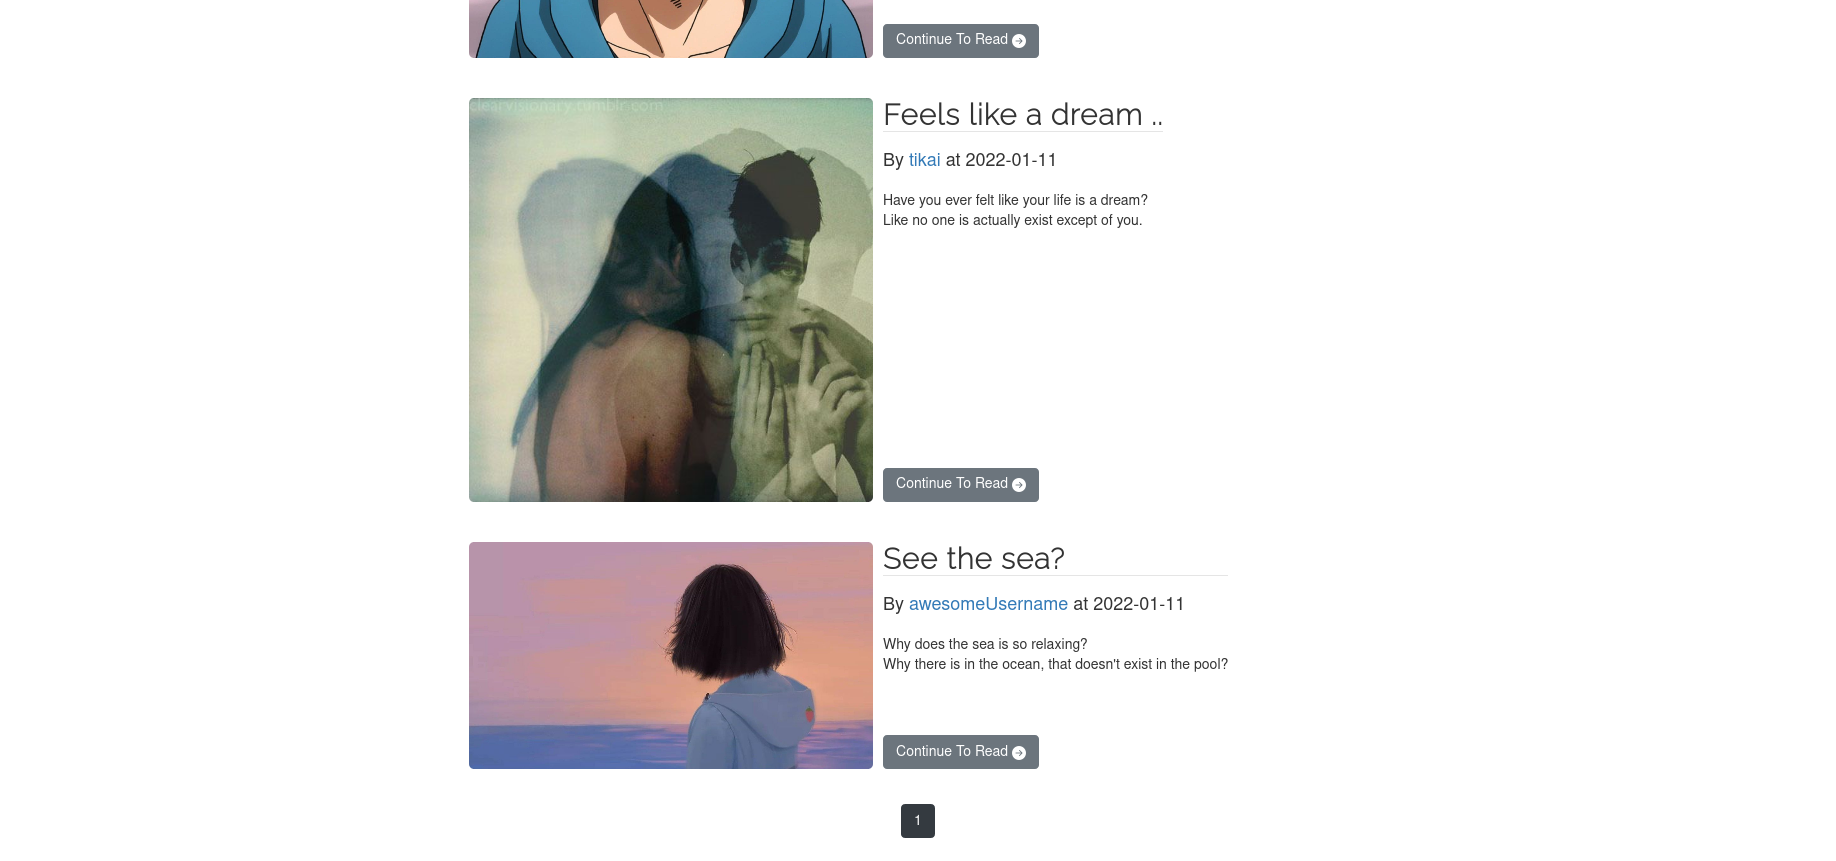 Continue To Read
clearvisionary.tumblr.com
Feels like a dream ..
By tikai at 2022-01-11
Have you ever felt like your life is a dream?
Like no one is actually exist except of you.
Continue To Read
See the sea?
By awesomeUsername at 2022-01-11
Why does the sea is so relaxing?
Why there is in the ocean, that doesn't exist in the pool?
Continue To Read
1